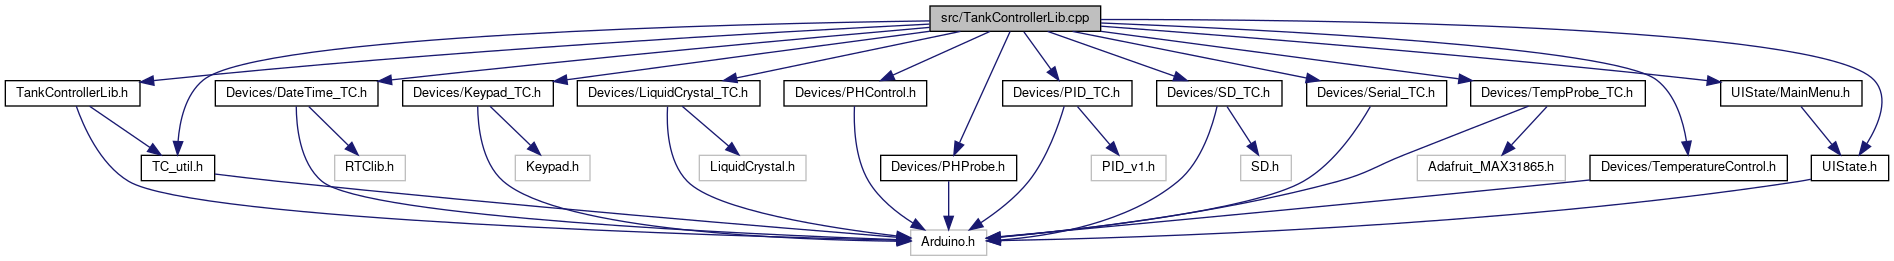 src/TankControllerLib.cpp
TankControllerLib.h
Devices/DateTime_TC.h
Devices/Keypad_TC.h
Devices/LiquidCrystal_TC.h
Devices/PHControl.h
Devices/PID_TC.h
Devices/SD_TC.h
Devices/Serial_TC.h
Devices/TempProbe_TC.h
UIState/MainMenu.h
TC_util.h
RTClib.h
Keypad.h
LiquidCrystal.h
Devices/PHProbe.h
PID_v1.h
SD.h
Adafruit_MAX31865.h
Devices/TemperatureControl.h
UIState.h
Arduino.h